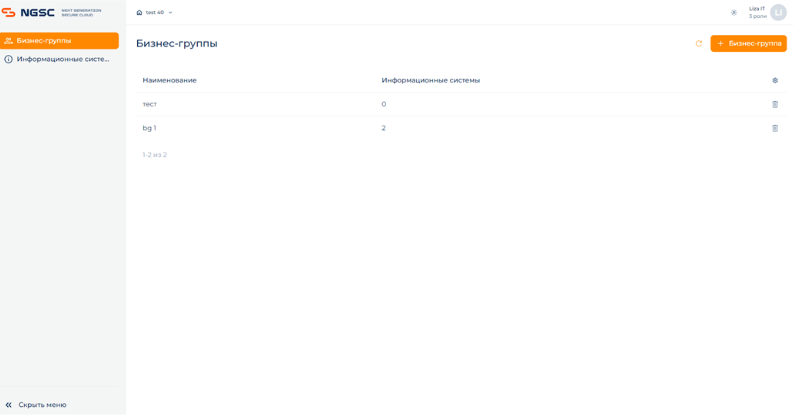 NGSC
NEXT GENERATION
SECURE CLOUD
test 40
Liza IT
3 роли
LI
Бизнес-группы
Информационные систе...
Бизнес-группы
Бизнес-группа
Наименование
Информационные системы
тест
0
bg 1
2
1-2 из 2
Скрыть меню